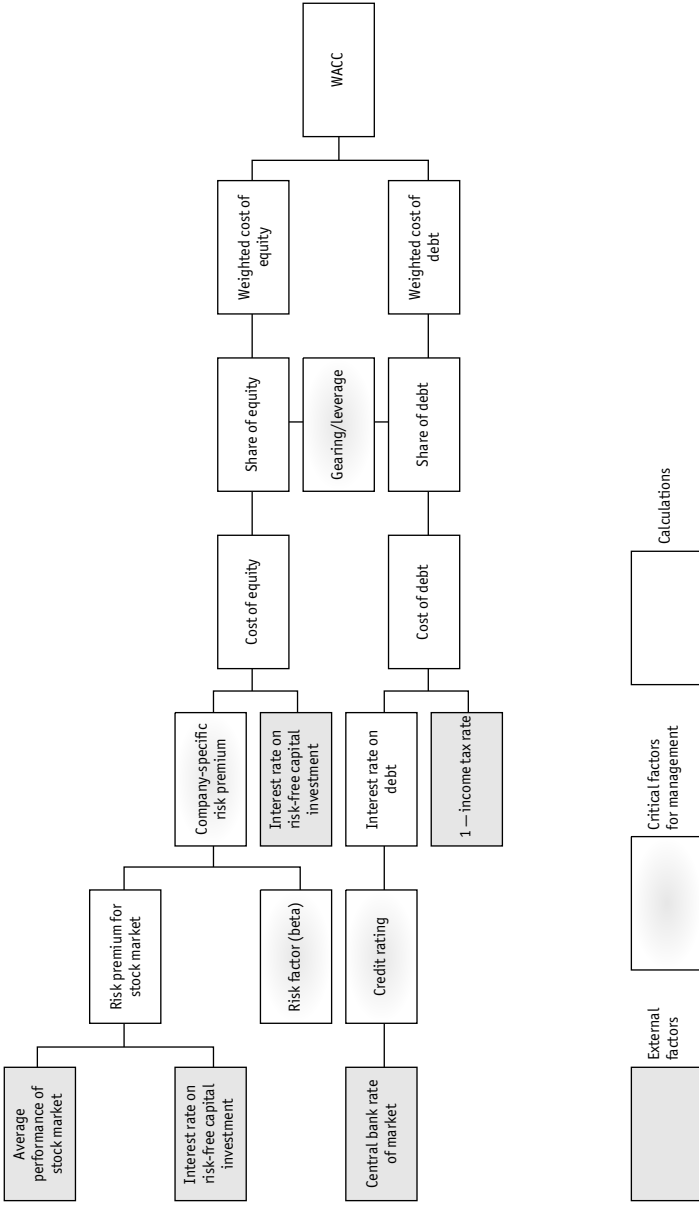 Average
performance of
stock market
Interest rate on
risk-free capital
investment
Central bank rate
of market
Risk premium for
stock market
Risk factor (beta)
Credit rating
Company-specific
risk premium
Interest rate on
risk-free capital
investment
Interest rate on
debt
1 — income tax rate
Cost of equity
Cost of debt
Share of equity
Gearing/leverage
Share of debt
Weighted cost of
equity
Weighted cost of
debt
WACC
External
factors
Critical factors
for management
Calculations